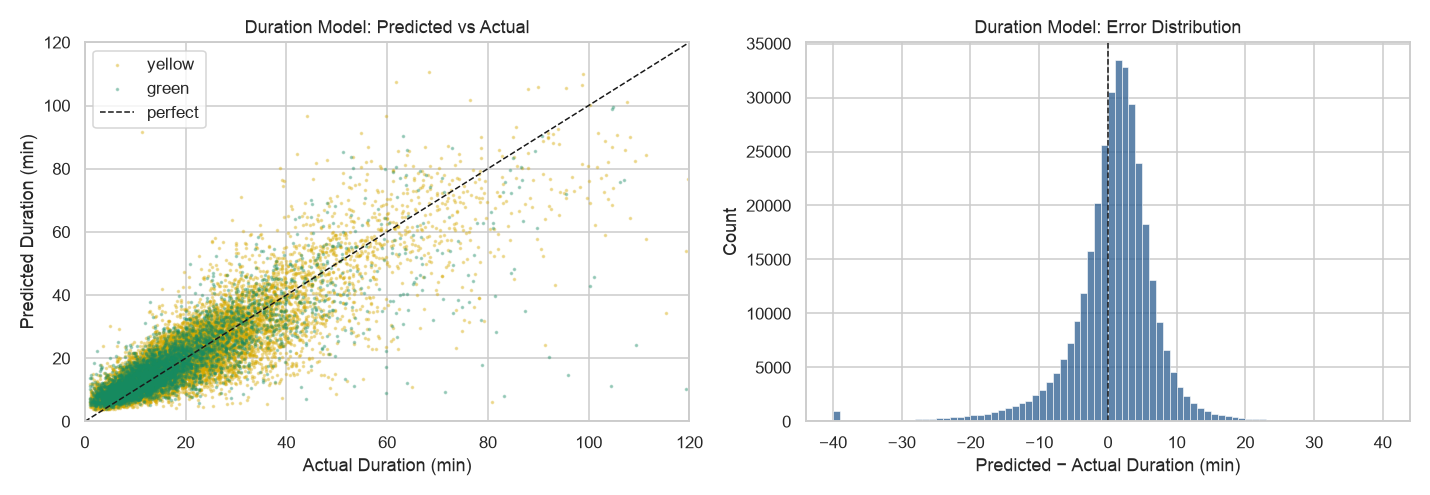 Duration Model: Predicted vs Actual
120
100
80
60
40
20
0
Predicted Duration (min)
yellow
green
perfect
0 20 40 60 80 100 120
Actual Duration (min)
Duration Model: Error Distribution
35000
30000
25000
20000
15000
10000
5000
0
Count
−40 −30 −20 −10 0 10 20 30 40
Predicted − Actual Duration (min)